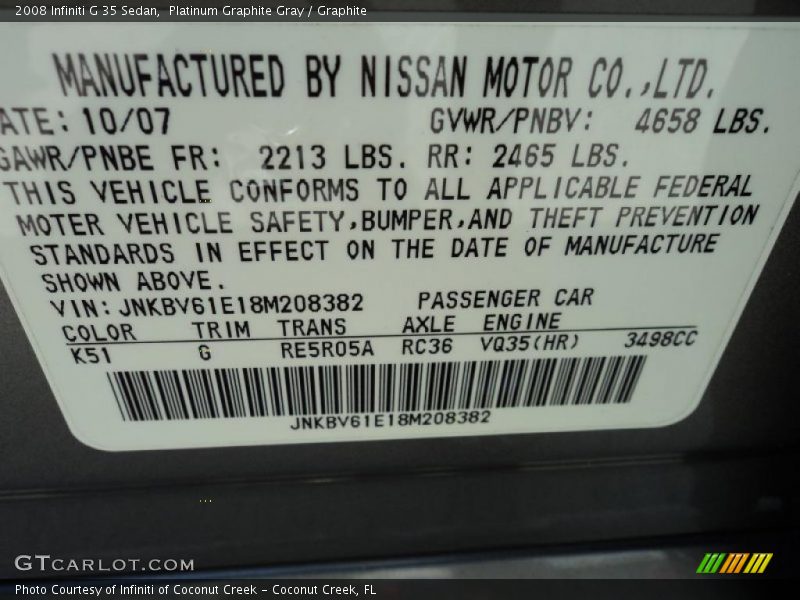 2008 Infiniti G 35 Sedan, Platinum Graphite Gray / Graphite
MANUFACTURED BY NISSAN MOTOR CO.,LTD.
ATE: 10/07 GVWR/PNBV: 4658 LBS.
GAWR/PNBE FR: 2213 LBS. RR: 2465 LBS.
THIS VEHICLE CONFORMS TO ALL APPLICABLE FEDERAL
MOTER VEHICLE SAFETY,BUMPER,AND THEFT PREVENTION
STANDARDS IN EFFECT ON THE DATE OF MANUFACTURE
SHOWN ABOVE.
VIN: JNKBV61E18M208382 PASSENGER CAR
COLOR TRIM TRANS AXLE ENGINE
K51 G RE5R05A RC36 VQ35(HR) 3498CC
JNKBV61E18M208382
GTCARLOT.COM
Photo Courtesy of Infiniti of Coconut Creek - Coconut Creek, FL